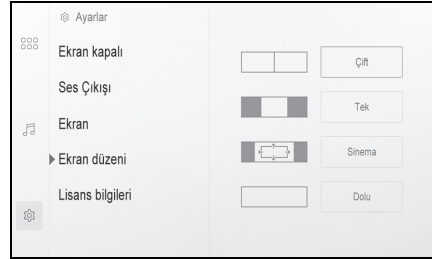 Ayarlar
Ekran kapalı
Ses Çıkışı
Ekran
Ekran düzeni
Lisans bilgileri
Çift
Tek
Sinema
Dolu